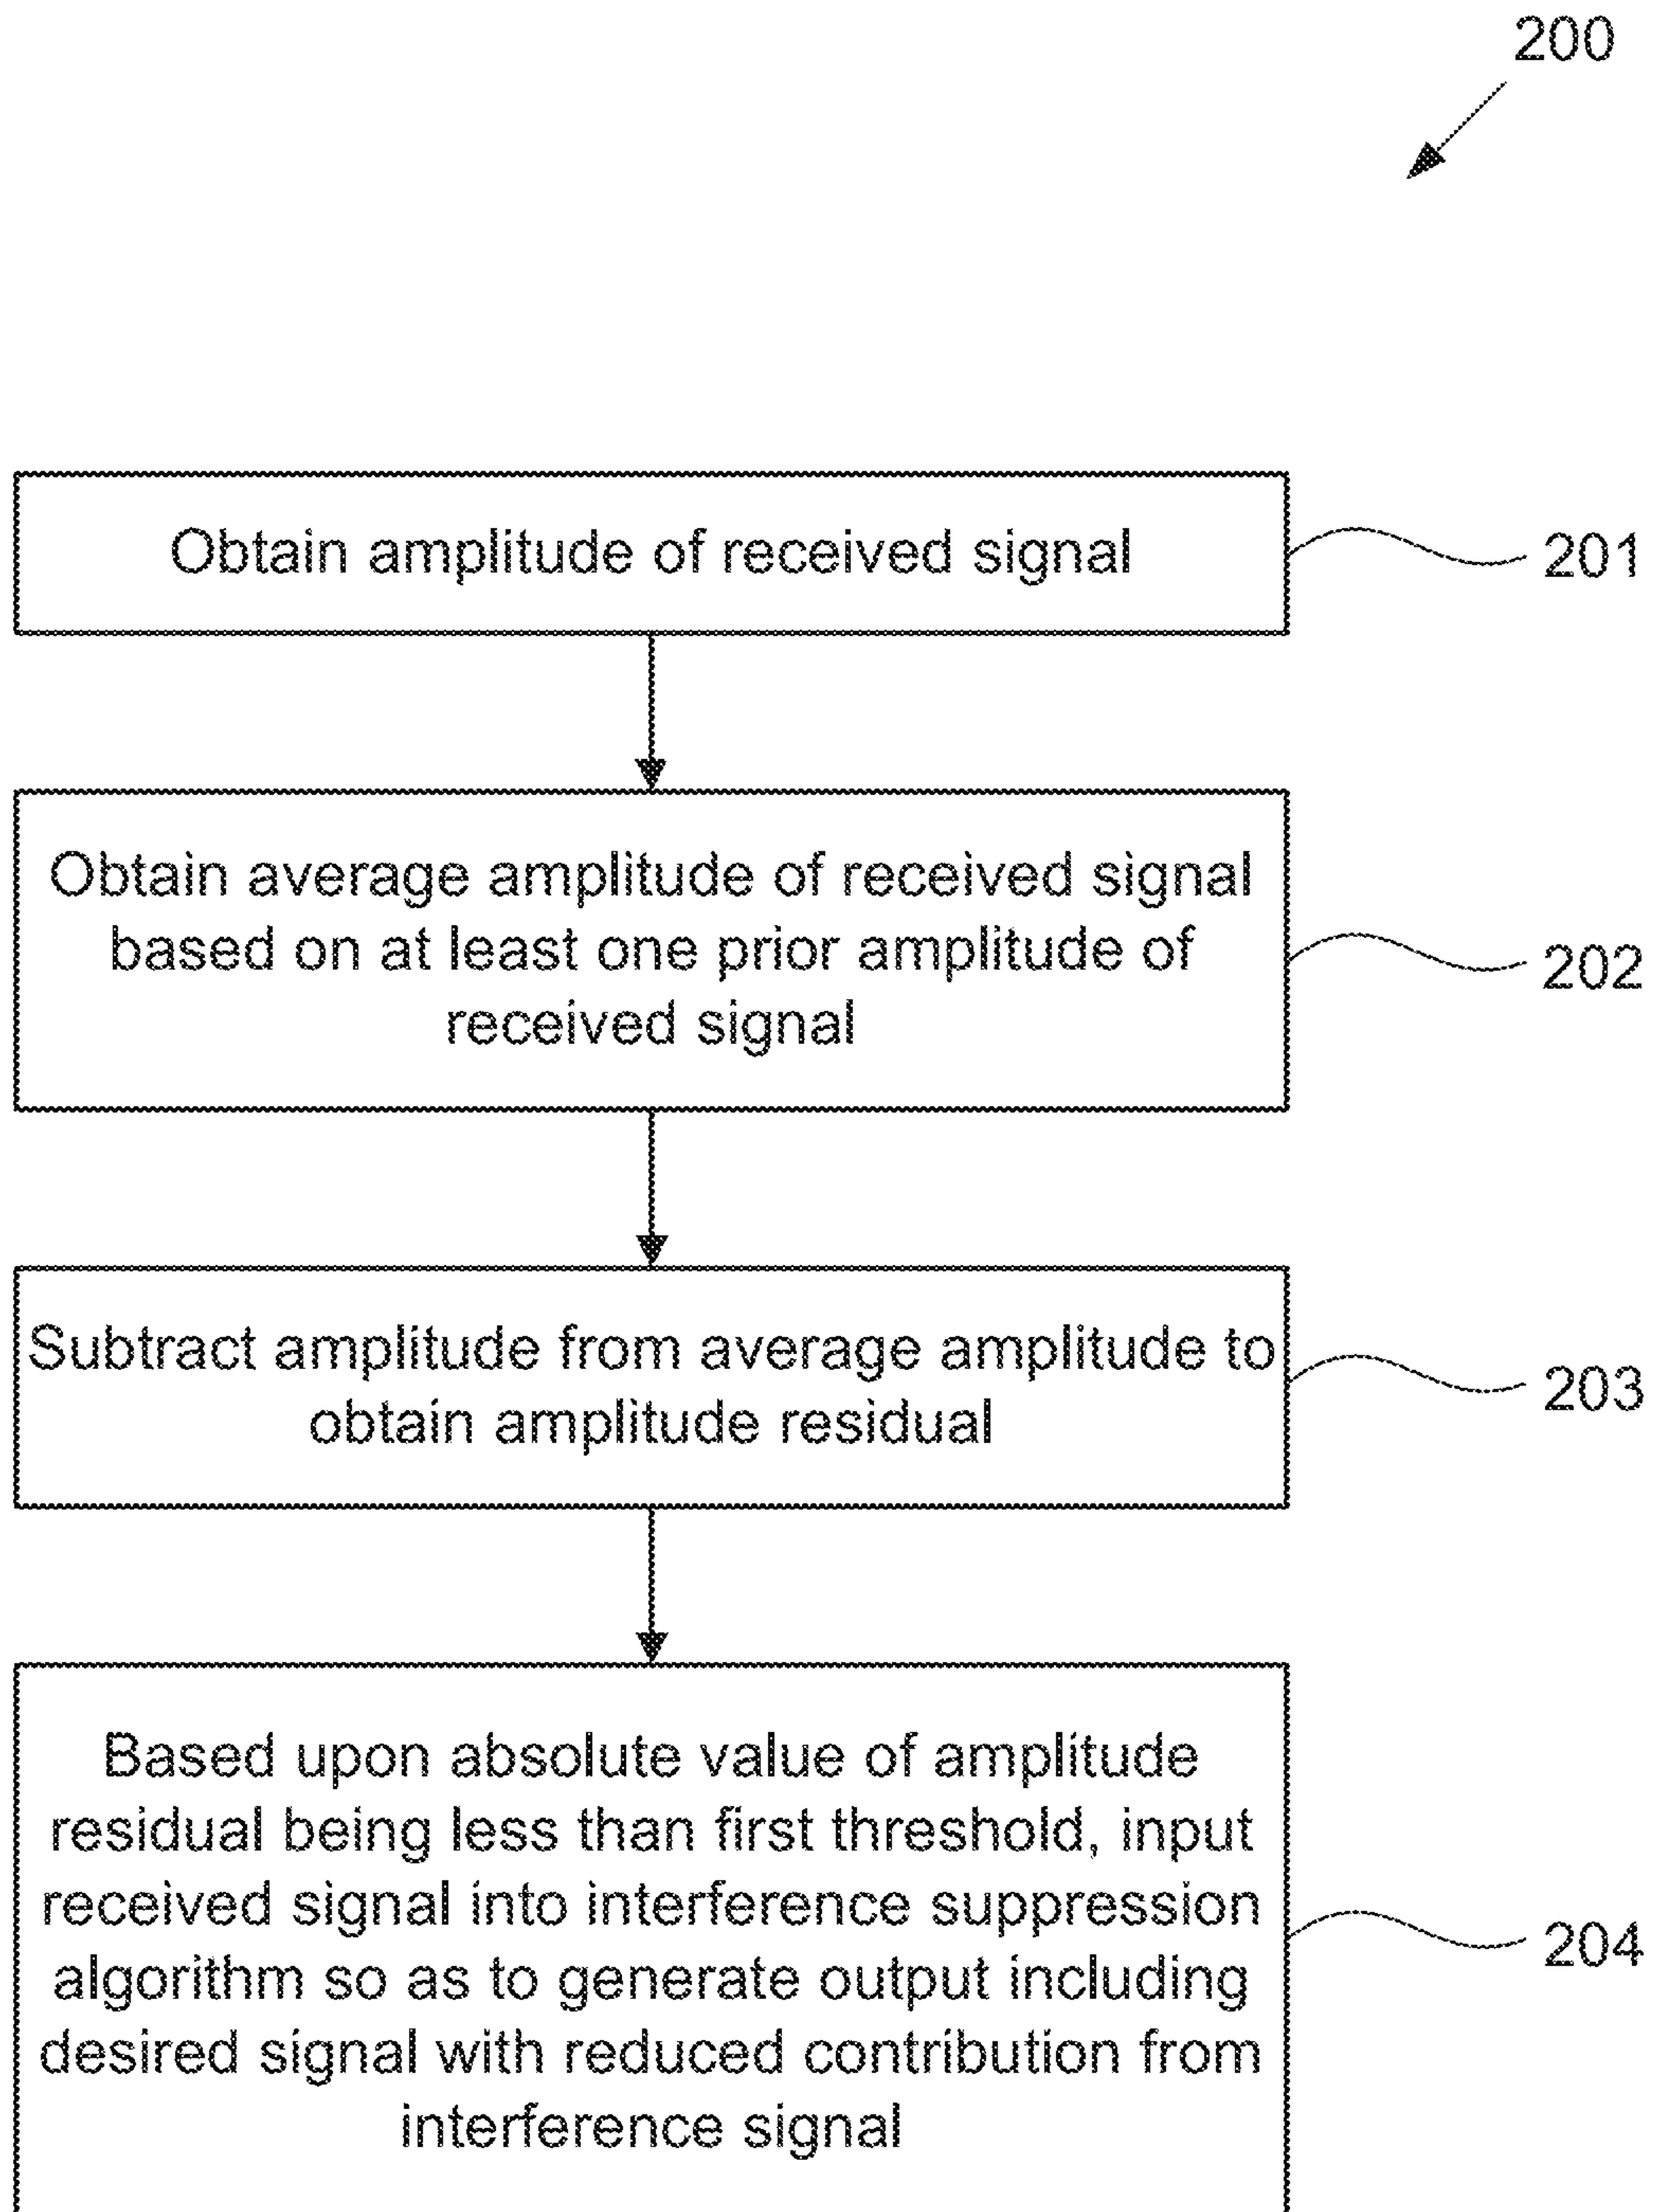 200
Obtain amplitude of received signal
201
Obtain average amplitude of received signal
based on at least one prior amplitude of
received signal
202
Subtract amplitude from average amplitude to
obtain amplitude residual
203
Based upon absolute value of amplitude
residual being less than first threshold, input
received signal into interference suppression
algorithm so as to generate output including
desired signal with reduced contribution from
interference signal
204